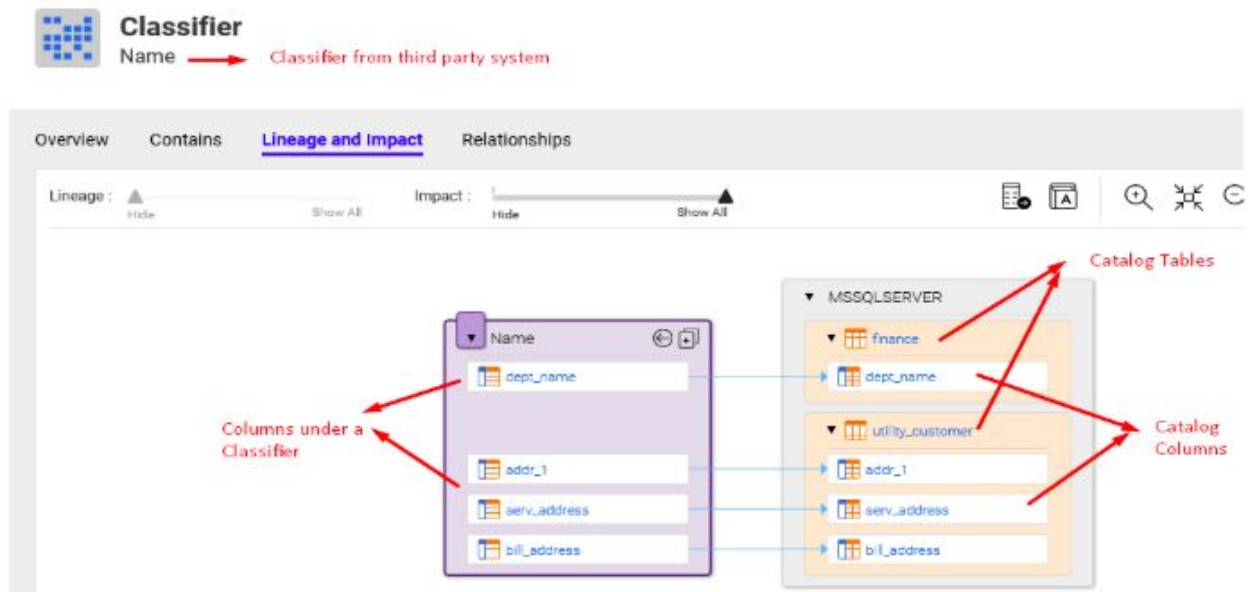 Classifier
Name
Classifier from third party system
Overview Contains Lineage and Impact Relationships
Lineage : Hide Show All Impact : Hide Show All
A
Catalog Tables
MSSQLSERVER
Name
finance
dept_name
dept_name
Columns under a
Classifier
utility_customer
Catalog
Columns
addr_1
addr_1
serv_address
serv_address
bill_address
bill_address